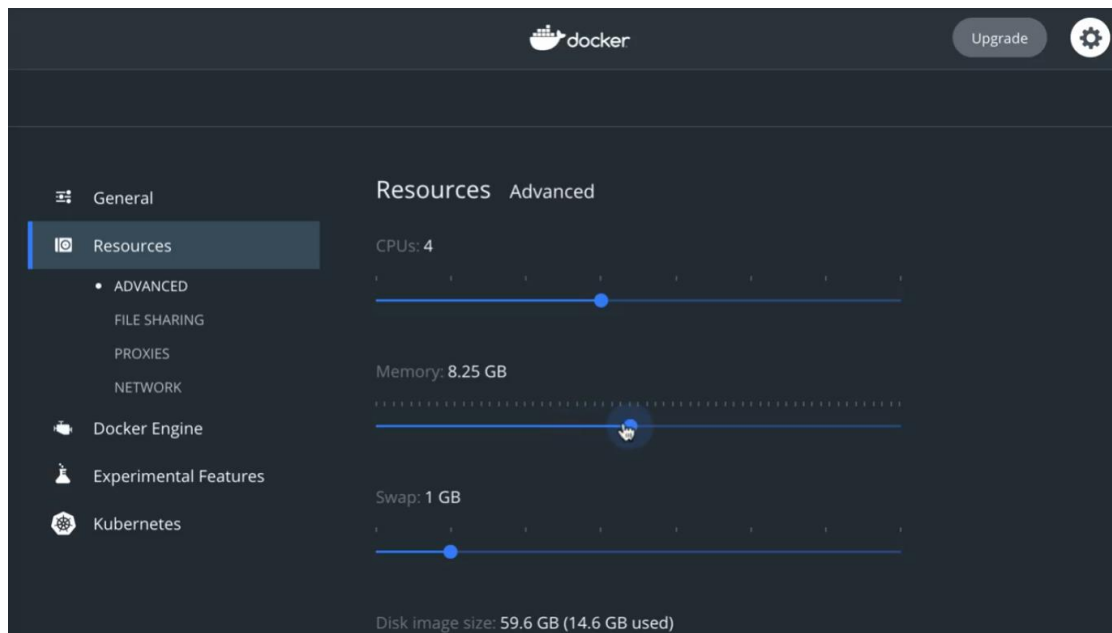 docker
Upgrade
General
Resources
ADVANCED
FILE SHARING
PROXIES
NETWORK
Docker Engine
Experimental Features
Kubernetes
Resources Advanced
CPUs: 4
Memory: 8.25 GB
Swap: 1 GB
Disk image size: 59.6 GB (14.6 GB used)